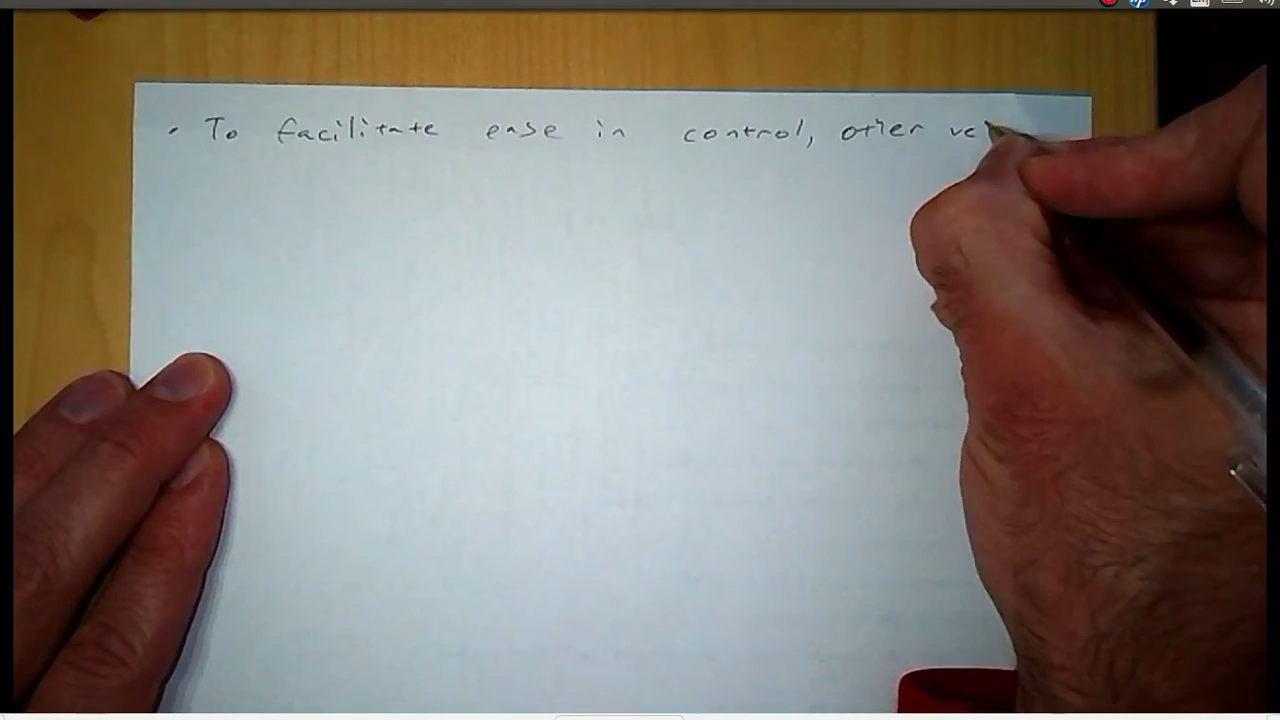 · To facilitate ease in control, other ve